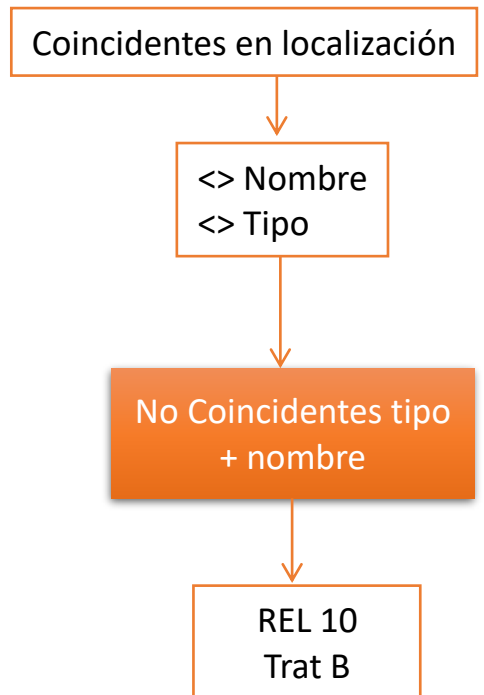 Coincidentes en localización
<> Nombre
<> Tipo
No Coincidentes tipo
+ nombre
REL 10
Trat B